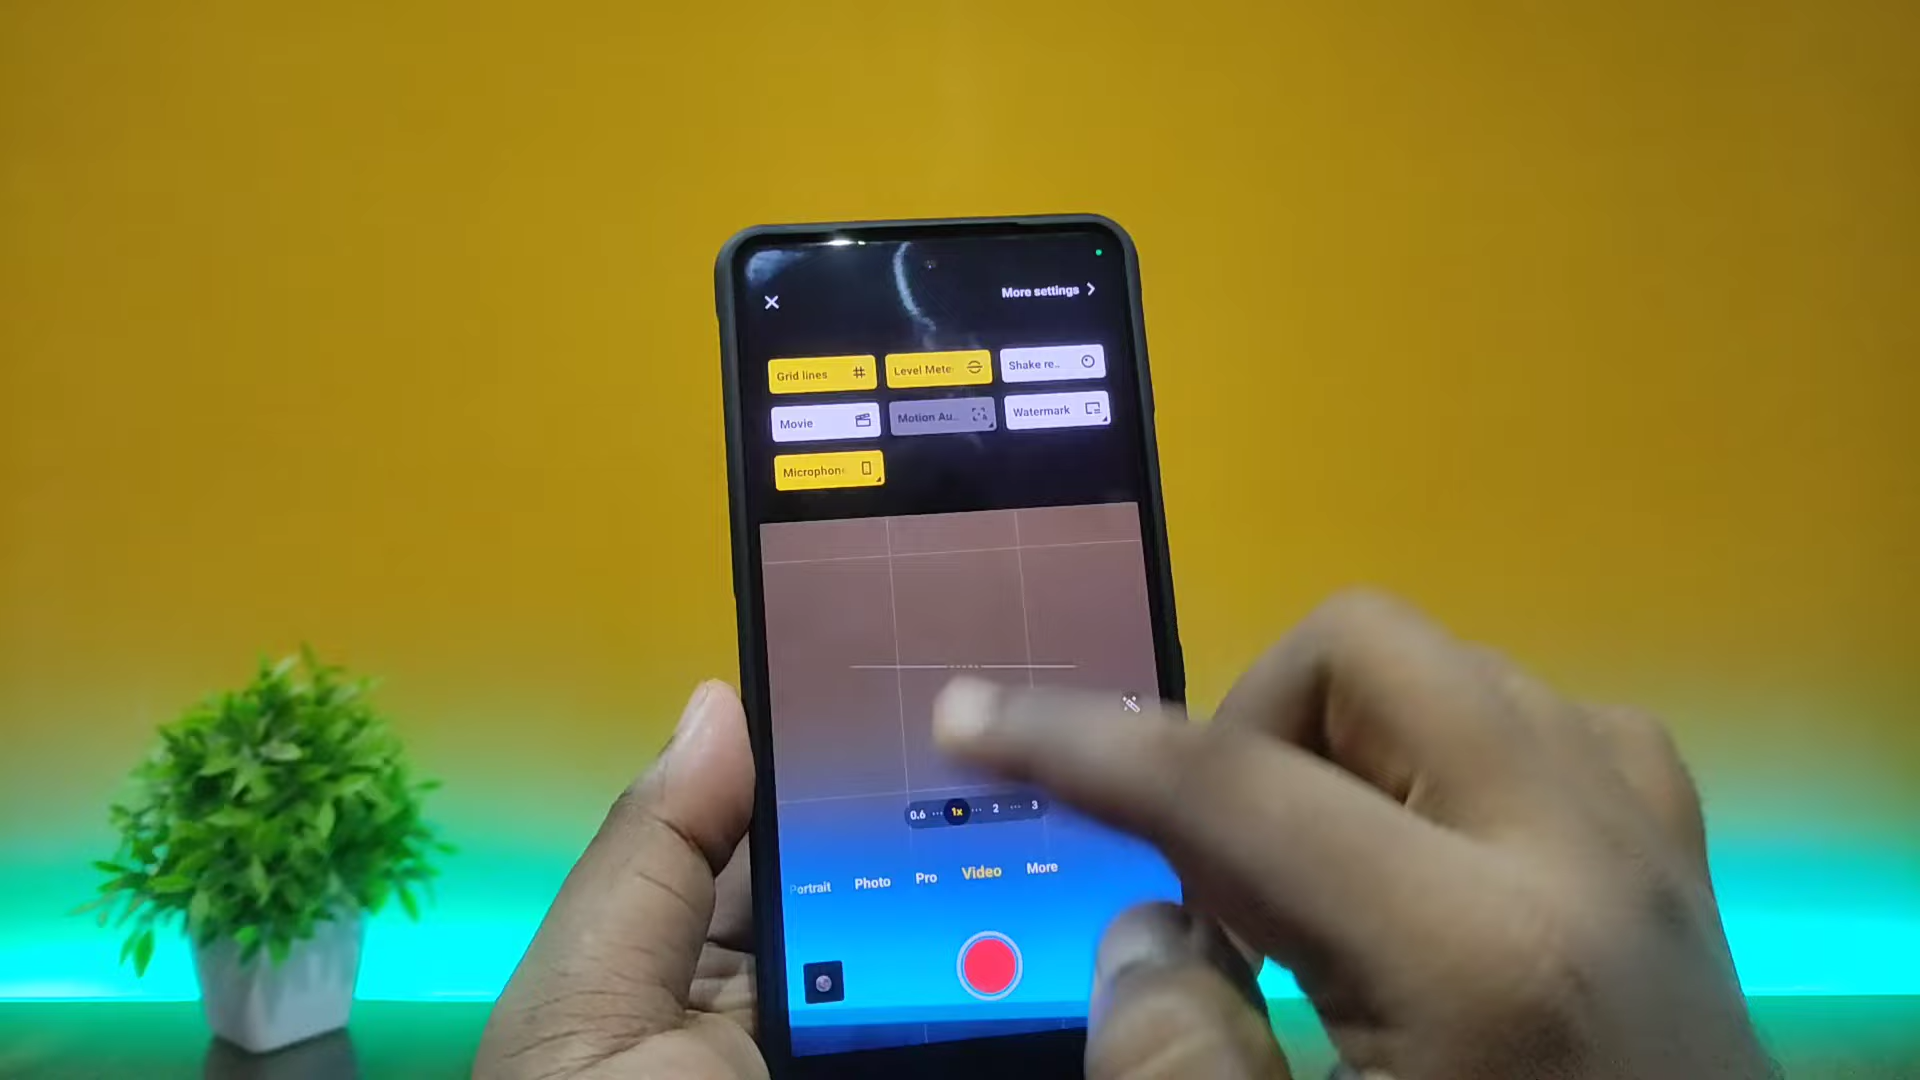 More settings
Grid lines
Level Mete
Shake re...
Movie
Motion Au...
Watermark
Microphon
0.6 1x 2 3
Portrait Photo Pro Video More